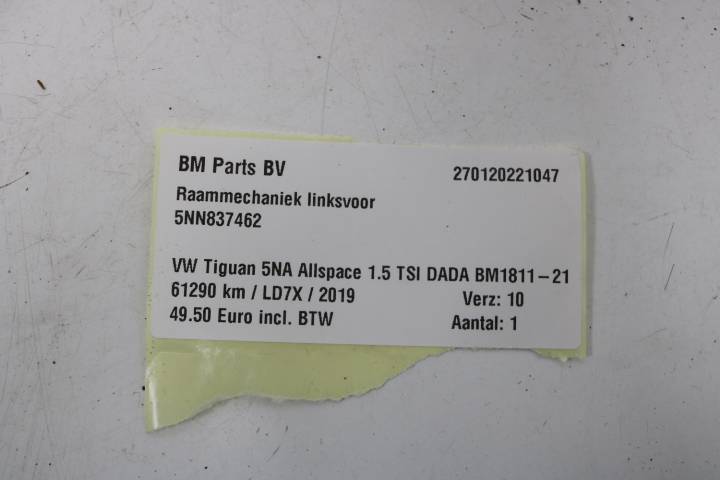 BM Parts BV 270120221047
Raammechaniek linksvoor
5NN837462
VW Tiguan 5NA Allspace 1.5 TSI DADA BM1811-21
61290 km / LD7X / 2019 Verz: 10
49.50 Euro incl. BTW Aantal: 1